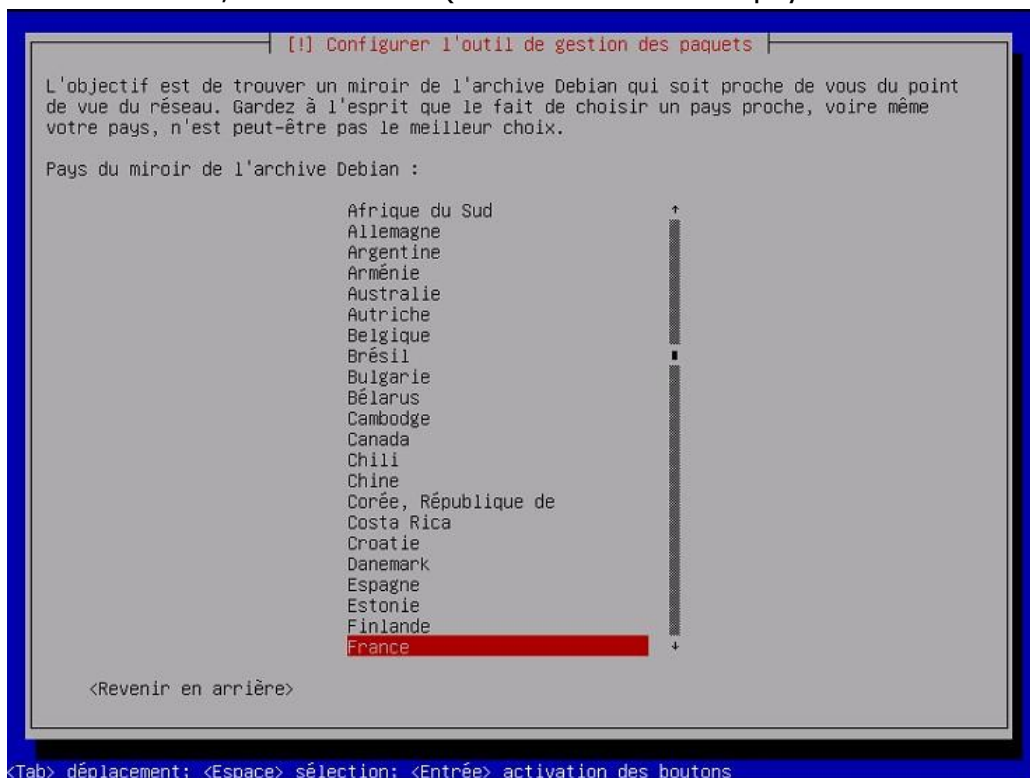 [!] Configurer l'outil de gestion des paquets
L'objectif est de trouver un miroir de l'archive Debian qui soit proche de vous du point
de vue du réseau. Gardez à l'esprit que le fait de choisir un pays proche, voire même
votre pays, n'est peut-être pas le meilleur choix.
Pays du miroir de l'archive Debian :
Afrique du Sud
Allemagne
Argentine
Arménie
Australie
Autriche
Belgique
Brésil
Bulgarie
Bélarus
Cambodge
Canada
Chili
Chine
Corée, République de
Costa Rica
Croatie
Danemark
Espagne
Estonie
Finlande
France
<Revenir en arrière>
<Tab> déplacement; <Espace> sélection; <Entrée> activation des boutons